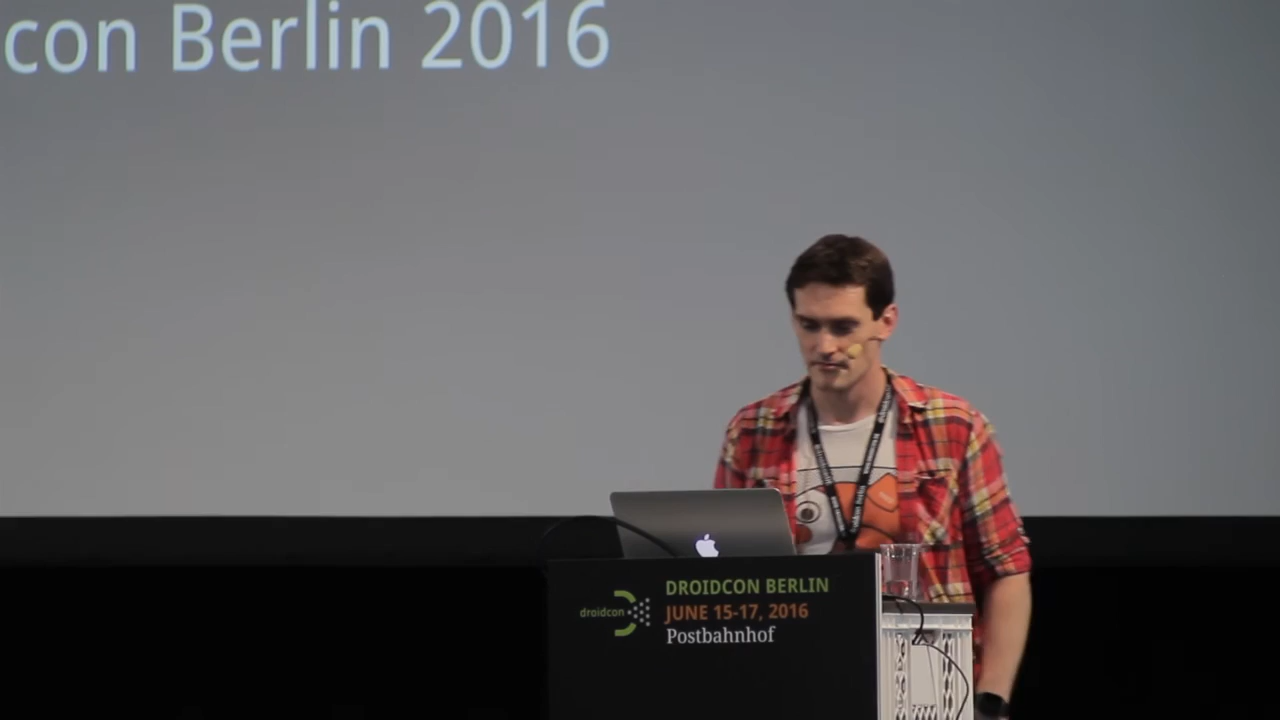 con Berlin 2016
droidcon
DROIDCON BERLIN
JUNE 15-17, 2016
Postbahnhof